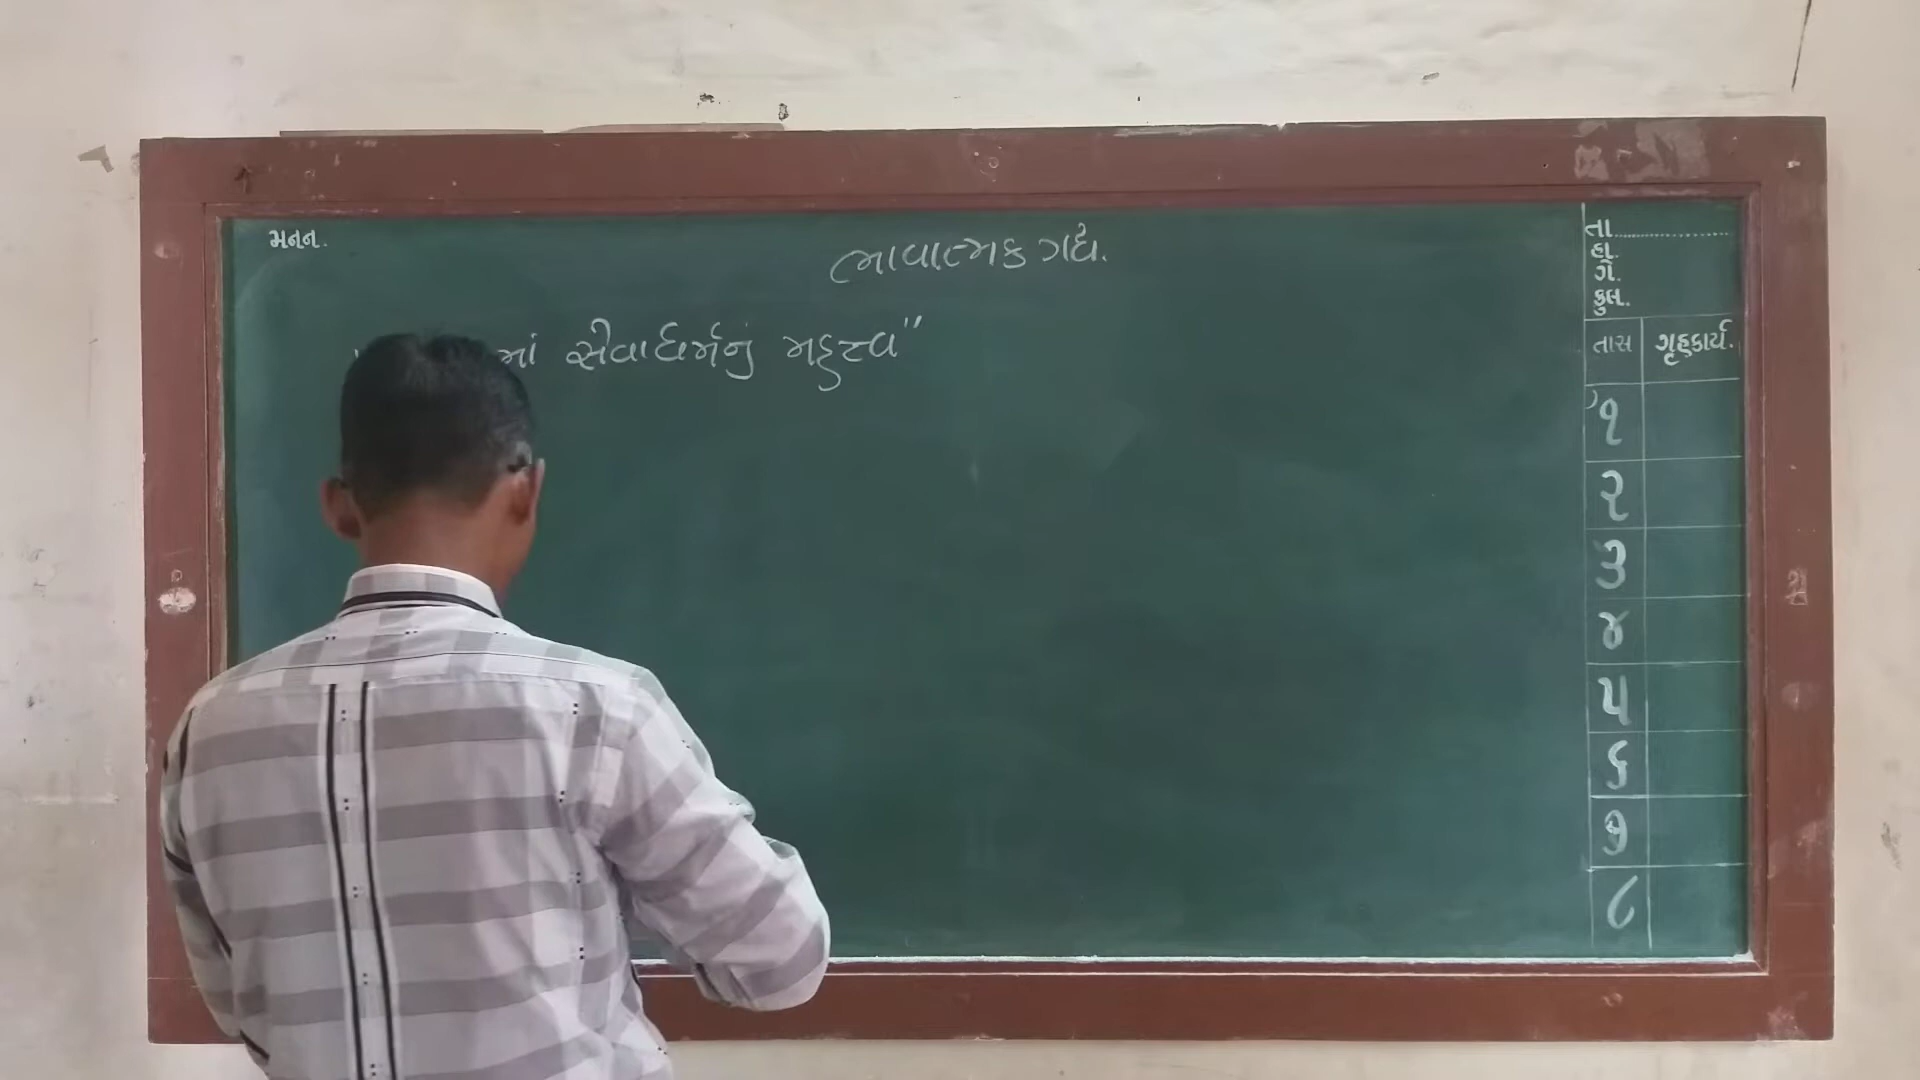 મનન.
ભાવાત્મક ગદ્ય.
માં સેવાધર્મનું મહત્ત્વ"
તા..........................
હા.
ગે.
કુલ.
તાસ ગૃહકાર્ય.
૧
૨
૩
૪
૫
૬
૭
૮